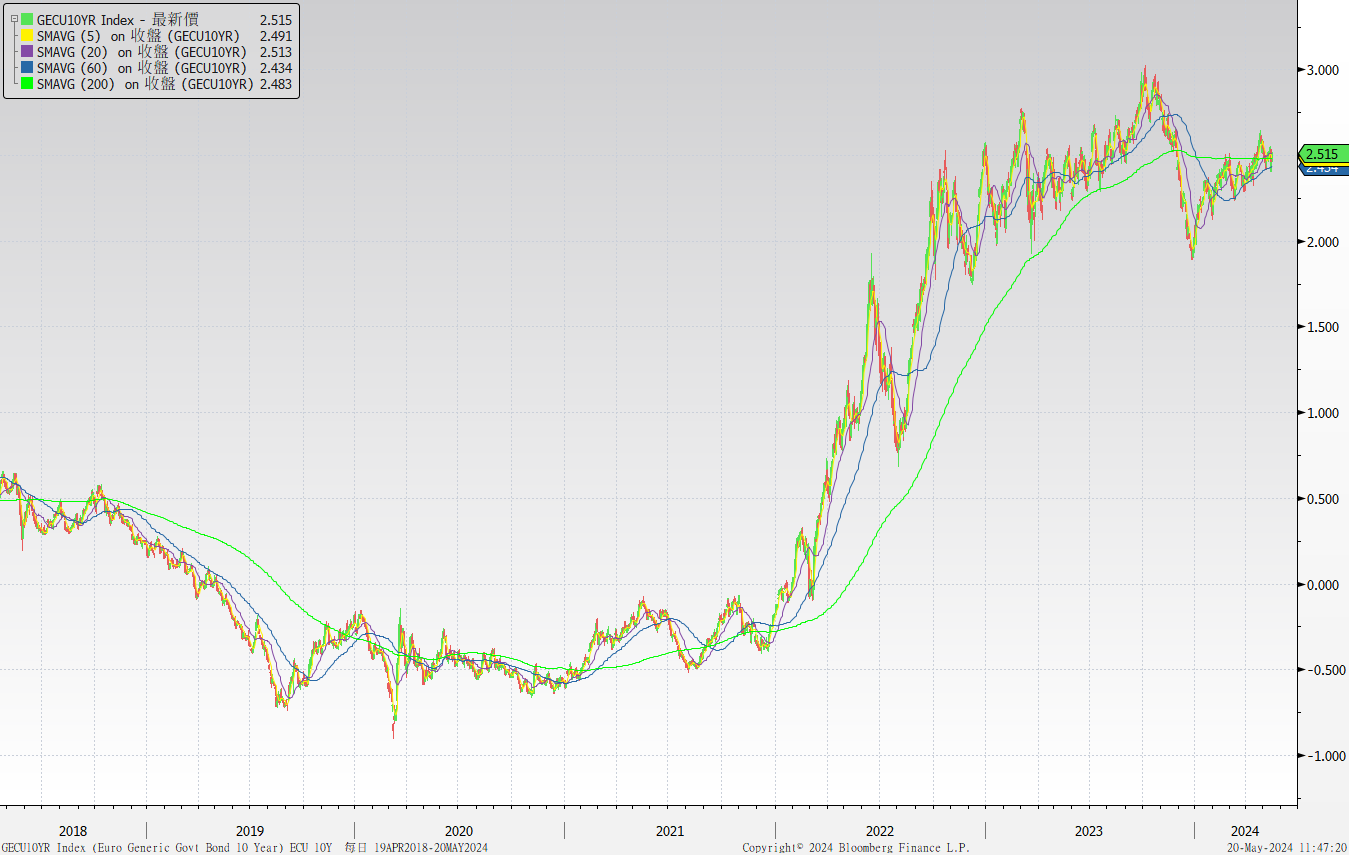 GECU10YR Index - 最新價 2.515
SMAVG (5) on 收盤 (GECU10YR) 2.491
SMAVG (20) on 收盤 (GECU10YR) 2.513
SMAVG (60) on 收盤 (GECU10YR) 2.434
SMAVG (200) on 收盤 (GECU10YR) 2.483
3.000
2.515
2.434
2.000
1.500
1.000
0.500
0.000
-0.500
-1.000
2018 2019 2020 2021 2022 2023 2024
GECU10YR Index (Euro Generic Govt Bond 10 Year) ECU 10Y 每日 19APR2018-20MAY2024 Copyright© 2024 Bloomberg Finance L.P. 20-May-2024 11:47:20